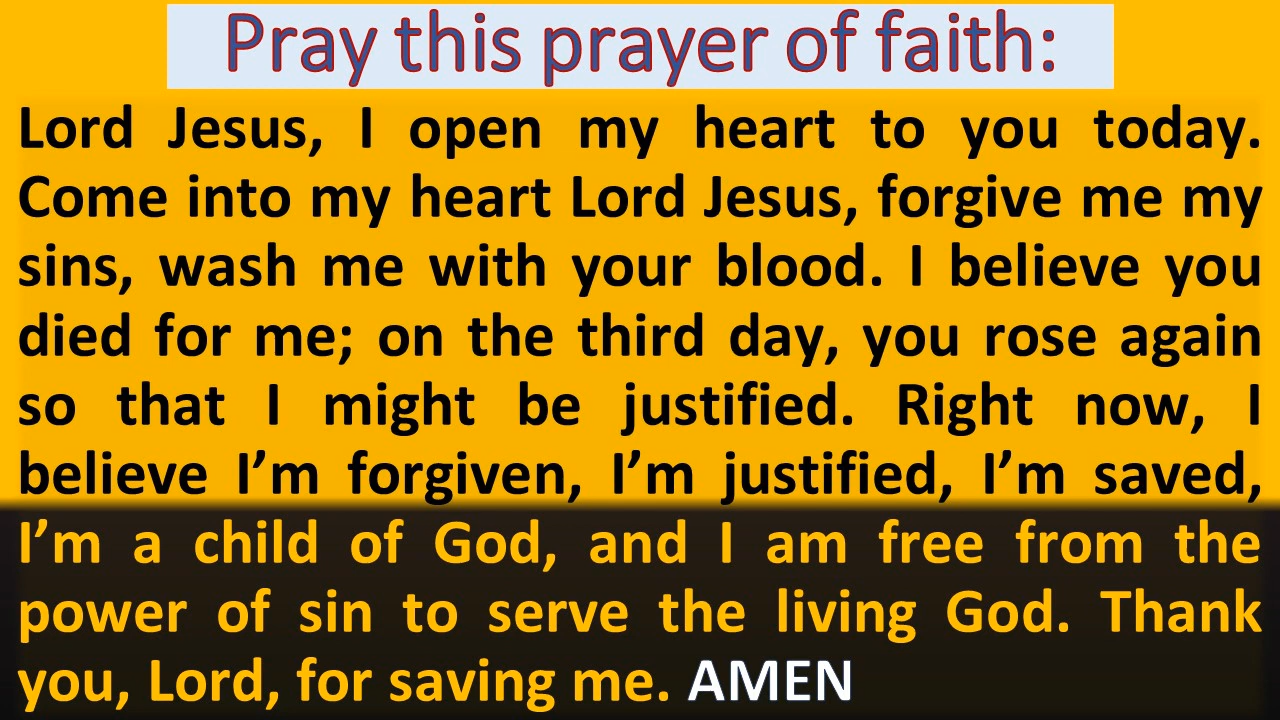 Pray this prayer of faith:
Lord Jesus, I open my heart to you today.
Come into my heart Lord Jesus, forgive me my
sins, wash me with your blood. I believe you
died for me; on the third day, you rose again
so that I might be justified. Right now, I
believe I’m forgiven, I’m justified, I’m saved,
I’m a child of God, and I am free from the
power of sin to serve the living God. Thank
you, Lord, for saving me. AMEN